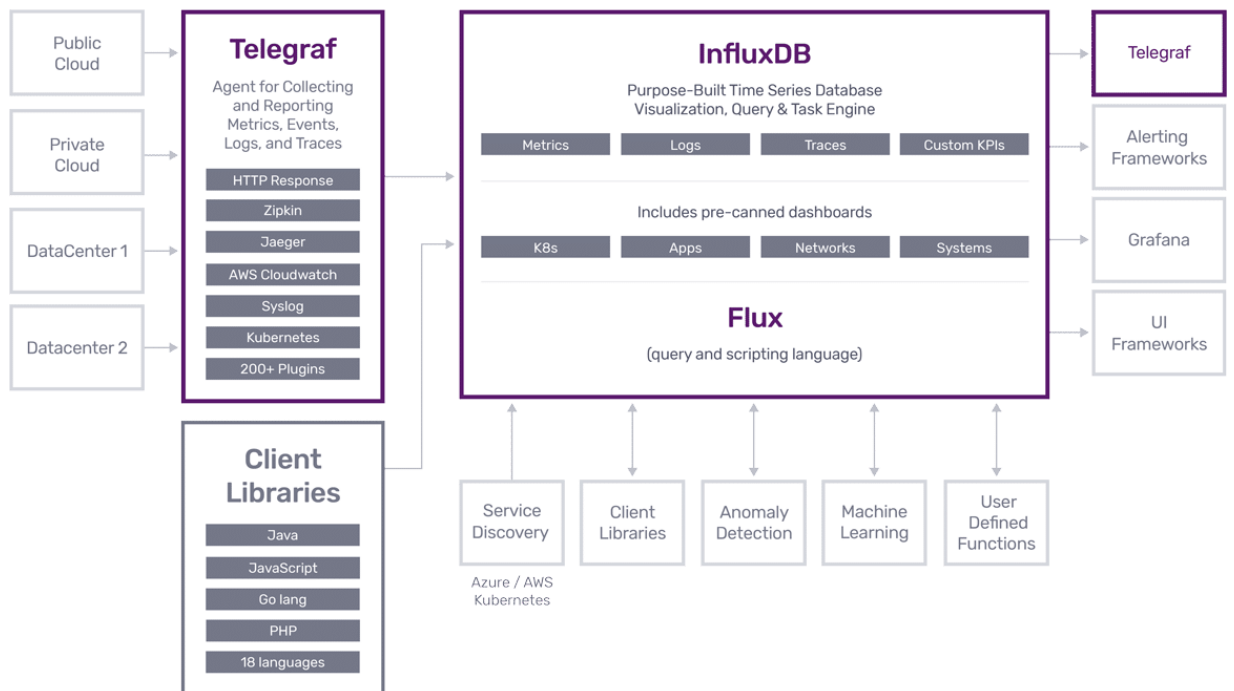 Public
Cloud
Private
Cloud
DataCenter 1
Datacenter 2
Telegraf
Agent for Collecting
and Reporting
Metrics, Events,
Logs, and Traces
HTTP Response
Zipkin
Jaeger
AWS Cloudwatch
Syslog
Kubernetes
200+ Plugins
Client
Libraries
Java
JavaScript
Go lang
PHP
18 languages
InfluxDB
Purpose-Built Time Series Database
Visualization, Query & Task Engine
Metrics
Logs
Traces
Custom KPIs
Includes pre-canned dashboards
K8s
Apps
Networks
Systems
Flux
(query and scripting language)
Service
Discovery
Azure / AWS
Kubernetes
Client
Libraries
Anomaly
Detection
Machine
Learning
User
Defined
Functions
Telegraf
Alerting
Frameworks
Grafana
UI
Frameworks